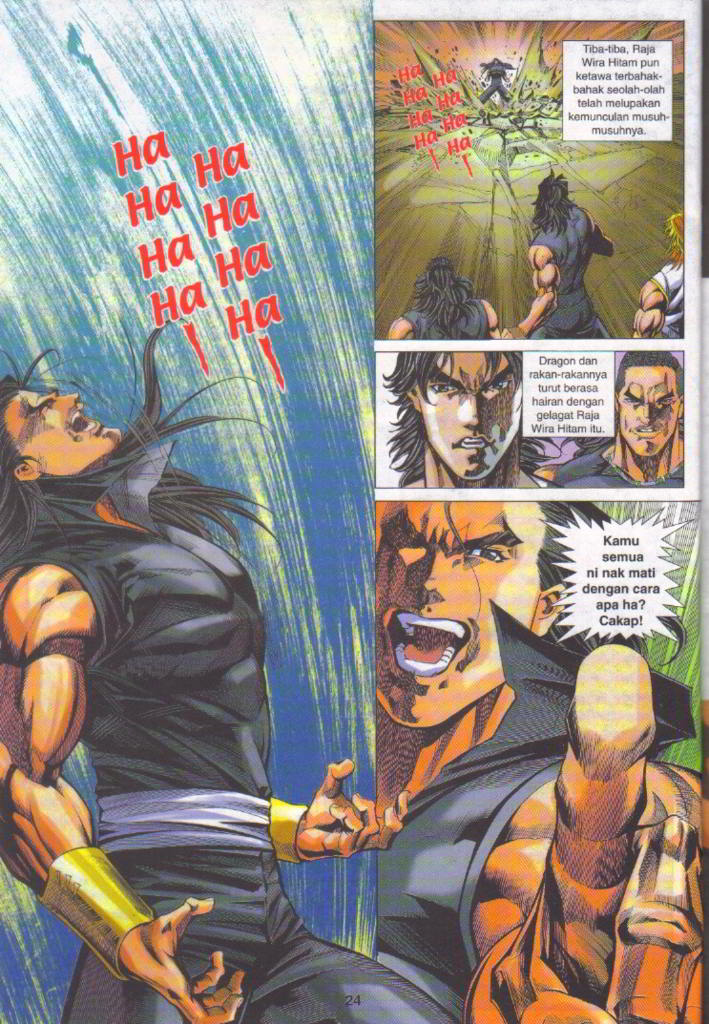 Ha
Ha
Ha
Ha
Ha
Ha
Ha
Ha
!
!
Tiba-tiba, Raja
Wira Hitam pun
ketawa terbahak-
bahak seolah-olah
telah melupakan
kemunculan musuh-
musuhnya.
Ha
Ha
Ha
Ha
Ha
Ha
Ha
Ha
!
!
Dragon dan
rakan-rakannya
turut berasa
hairan dengan
gelagat Raja
Wira Hitam itu.
Kamu
semua
ni nak mati
dengan cara
apa ha?
Cakap!
24